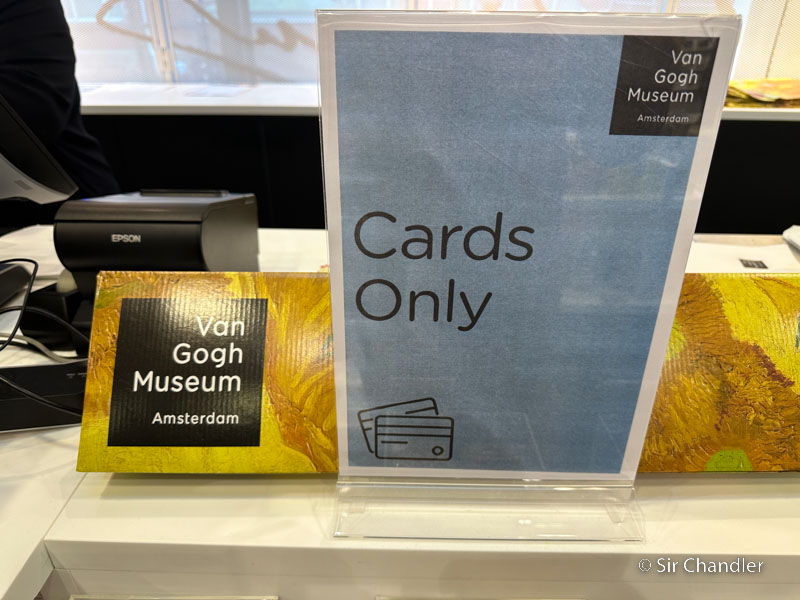 Van
Gogh
Museum
Amsterdam
Cards
Only
EPSON
Van
Gogh
Museum
Amsterdam
© Sir Chandler